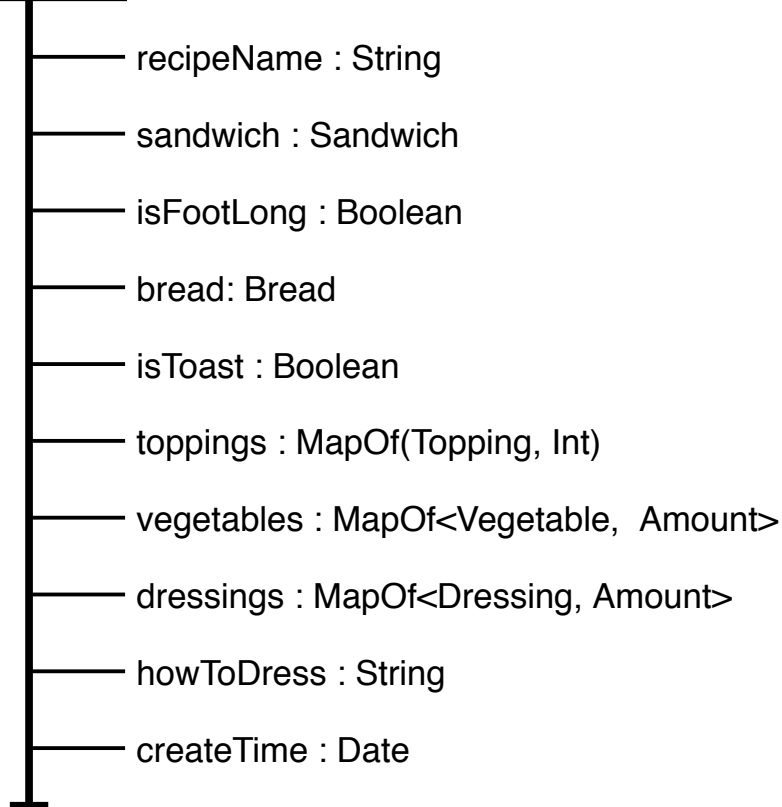 recipeName : String
sandwich : Sandwich
isFootLong : Boolean
bread: Bread
isToast : Boolean
toppings : MapOf(Topping, Int)
vegetables : MapOf<Vegetable,  Amount>
dressings : MapOf<Dressing, Amount>
howToDress : String
createTime : Date